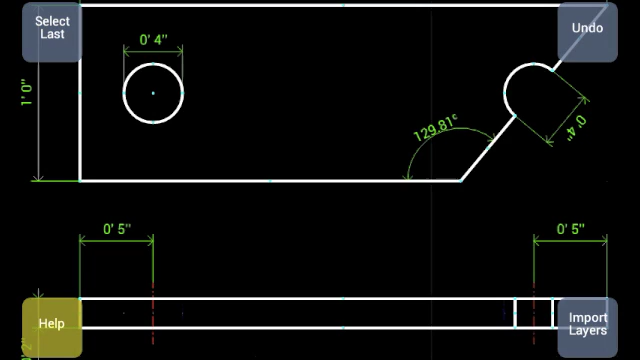 Select
Last
Undo
0' 4"
1' 0"
129.81°
0' 4"
0' 5"
0' 5"
Help
Import
Layers